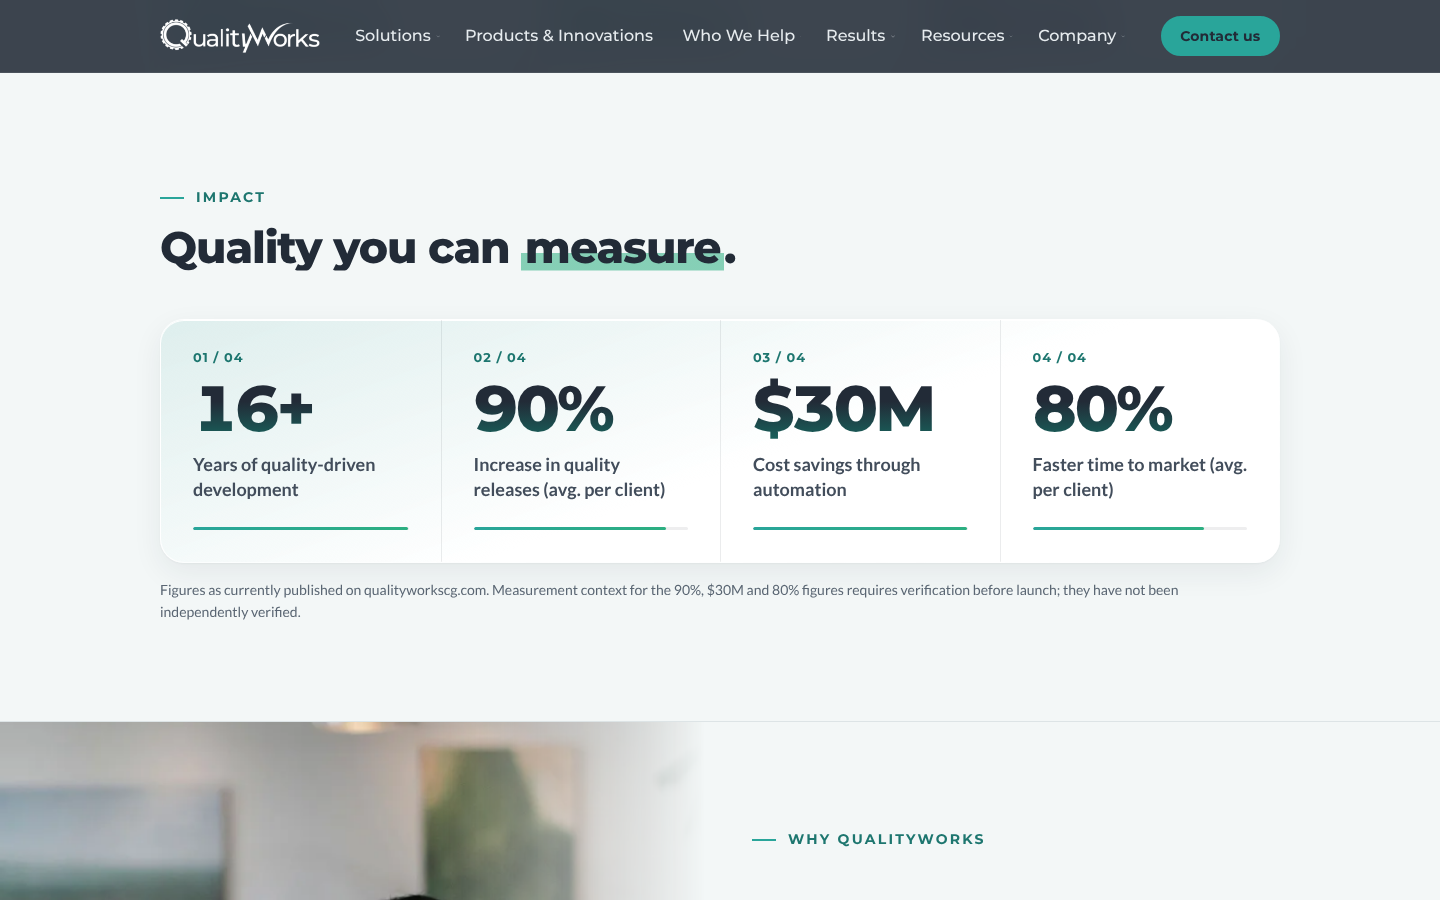 QualityWorks Solutions Products & Innovations Who We Help Results Resources Company Contact us
IMPACT
Quality you can measure.
01 / 04
16+
Years of quality-driven
development
02 / 04
90%
Increase in quality
releases (avg. per client)
03 / 04
$30M
Cost savings through
automation
04 / 04
80%
Faster time to market (avg.
per client)
Figures as currently published on qualityworkscg.com. Measurement context for the 90%, $30M and 80% figures requires verification before launch; they have not been
independently verified.
WHY QUALITYWORKS